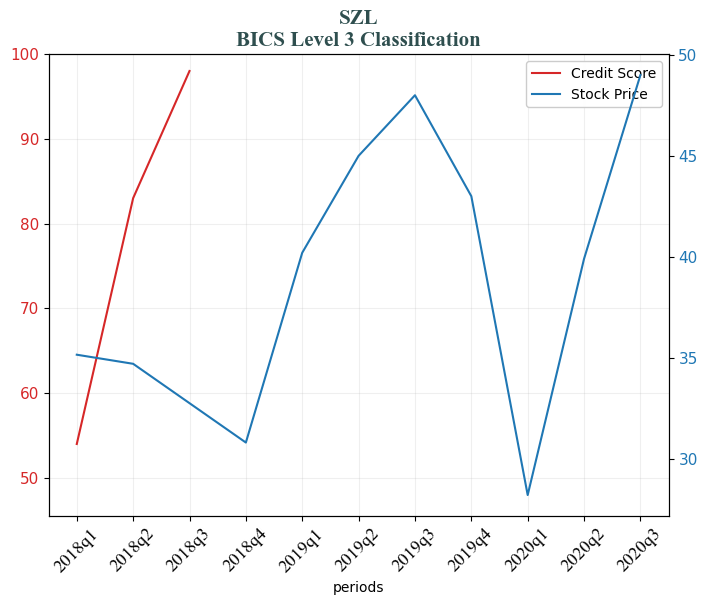 SZL
BICS Level 3 Classification
100
90
80
70
60
50
50
45
40
35
30
Credit Score
Stock Price
2018q1
2018q2
2018q3
2018q4
2019q1
2019q2
2019q3
2019q4
2020q1
2020q2
2020q3
periods